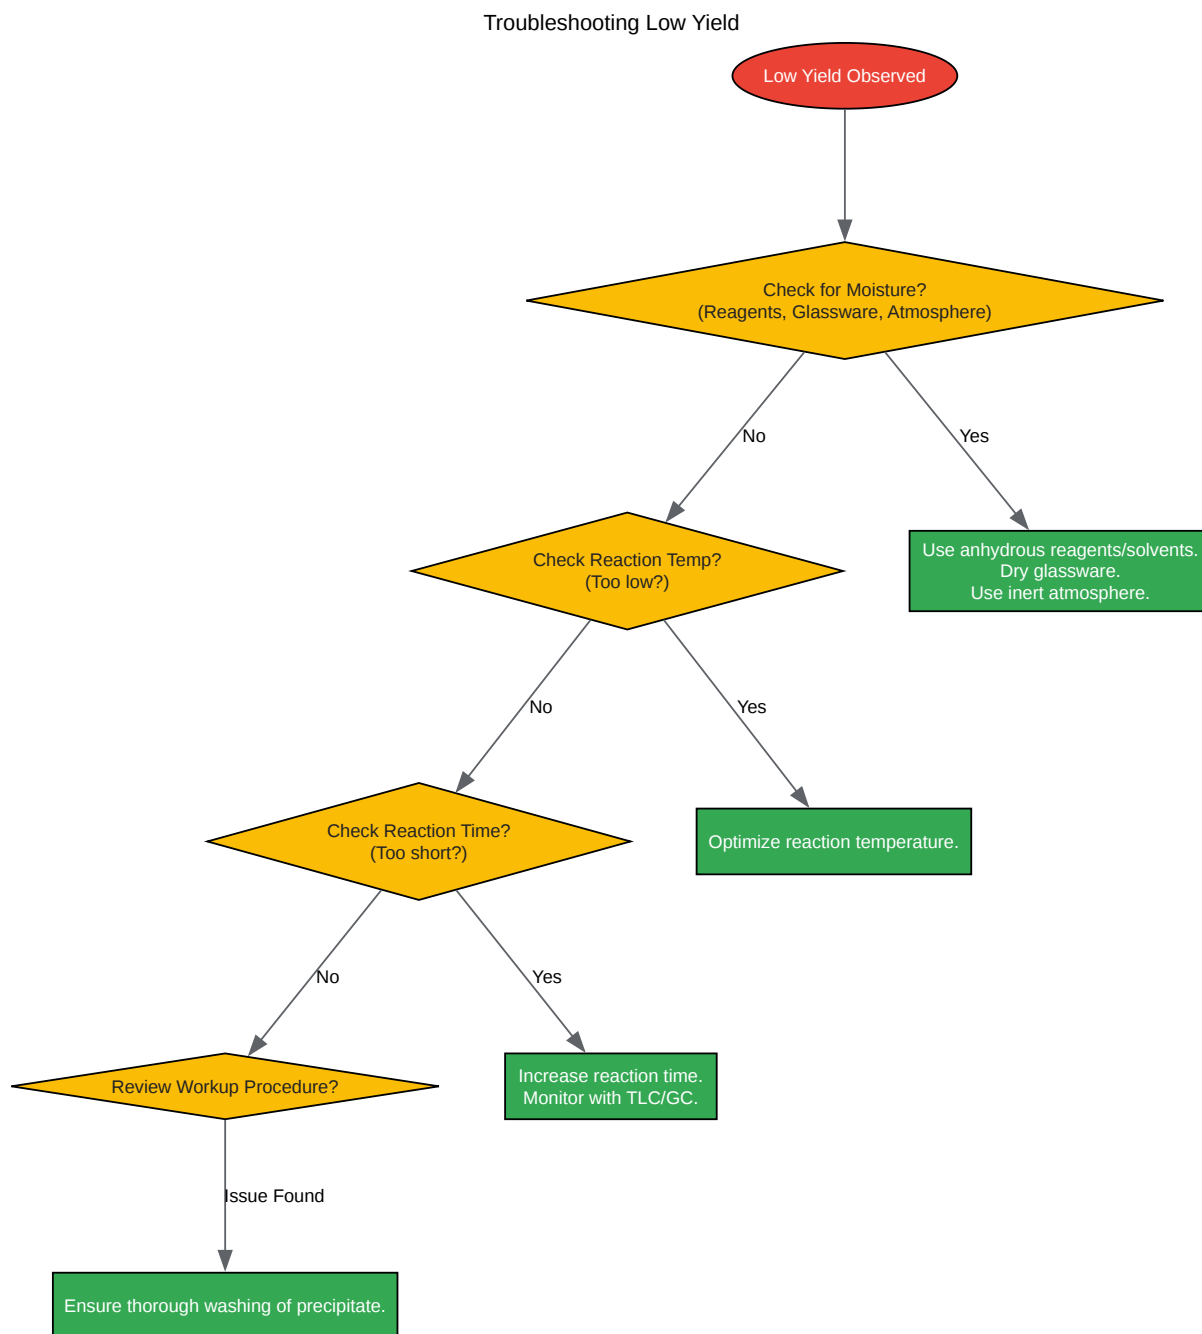 Troubleshooting Low Yield
Low Yield Observed
Check for Moisture?
(Reagents, Glassware, Atmosphere)
No
Yes
Check Reaction Temp?
(Too low?)
Use anhydrous reagents/solvents.
Dry glassware.
Use inert atmosphere.
No
Yes
Check Reaction Time?
(Too short?)
Optimize reaction temperature.
No
Yes
Review Workup Procedure?
Increase reaction time.
Monitor with TLC/GC.
Issue Found
Ensure thorough washing of precipitate.